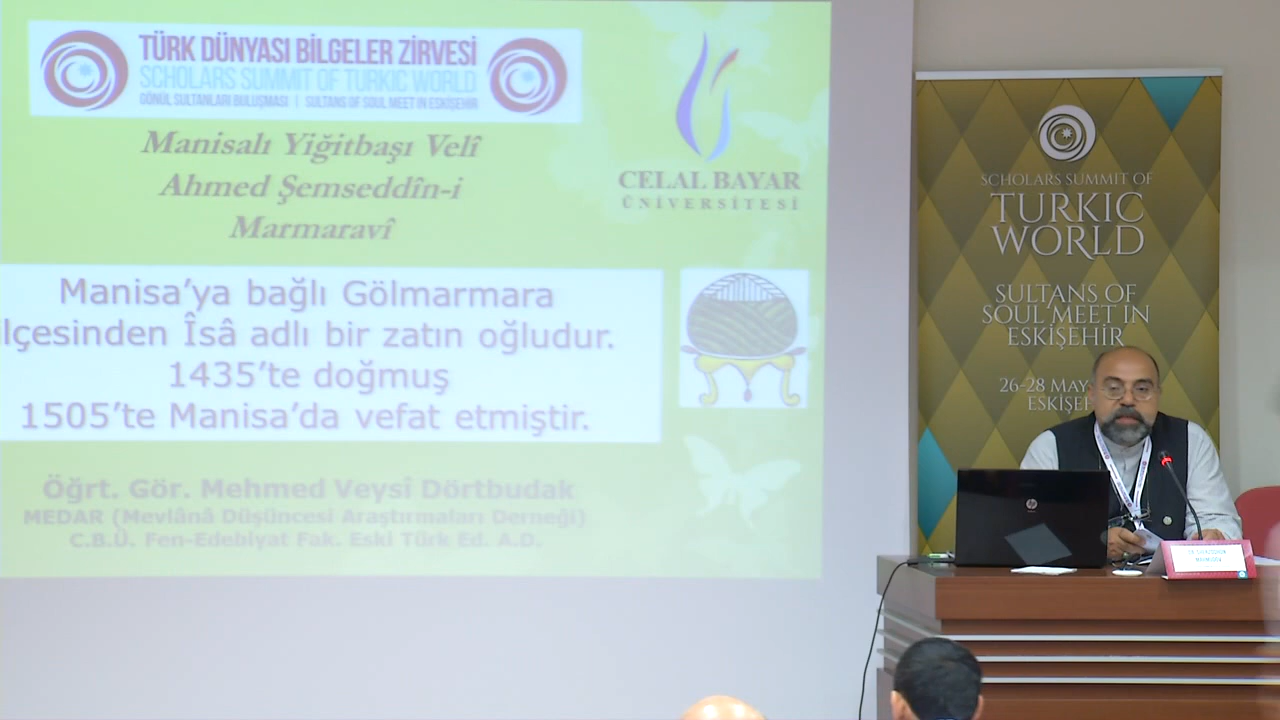 TÜRK DÜNYASI BİLGELER ZİRVESİ
SCHOLARS SUMMIT OF TURKIC WORLD
GÖNÜL SULTANLARI BULUŞMASI | SULTANS OF SOUL MEET IN ESKİŞEHİR
Manisalı Yiğitbaşı Velî
Ahmed Şemseddîn-i
Marmaravî
CELAL BAYAR
ÜNİVERSİTESİ
Manisa'ya bağlı Gölmarmara
lçesinden Îsâ adlı bir zatın oğludur.
1435'te doğmuş
1505'te Manisa'da vefat etmiştir.
Öğrt. Gör. Mehmed Veysî Dörtbudak
MEDAR (Mevlânâ Düşüncesi Araştırmaları Derneği)
C.B.Ü. Fen-Edebiyat Fak. Eski Türk Ed. A.D.
SCHOLARS SUMMIT OF
TURKIC
WORLD
SULTANS OF
SOUL MEET IN
ESKİŞEHİR
26-28 MAY
ESKİŞE
hp